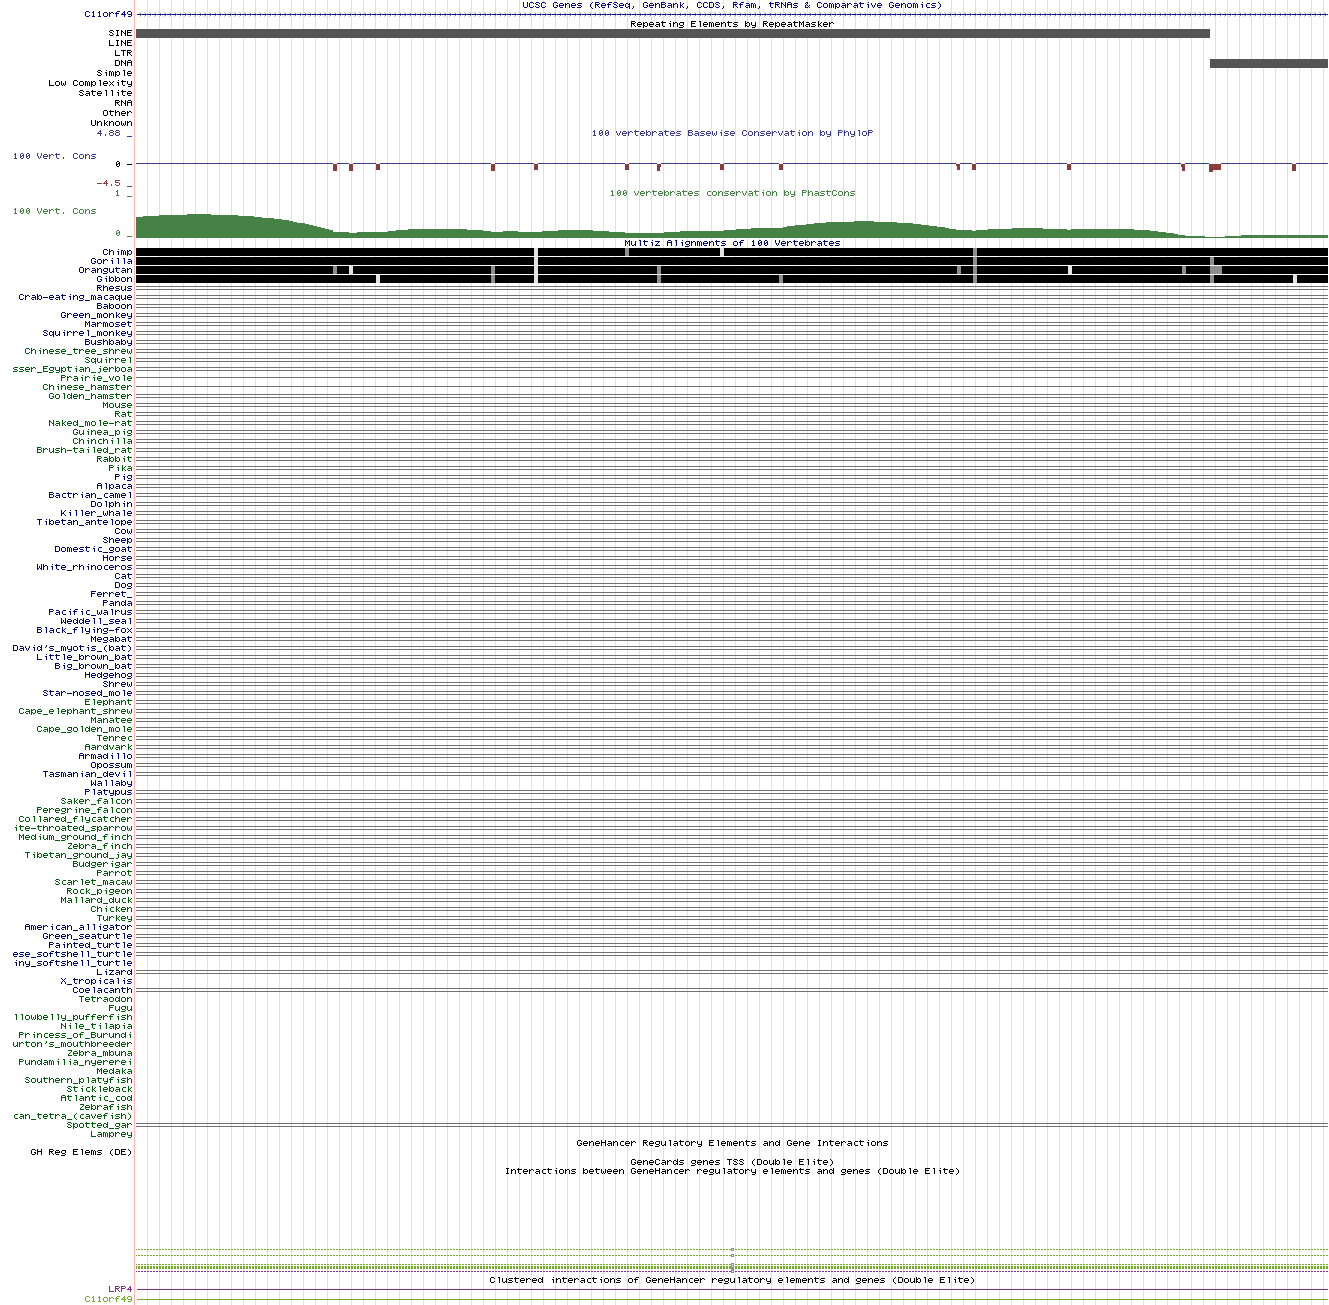 UCSC Genes (RefSeq, GenBank, CCDS, Rfam, tRNAs & Comparative Genomics)
C11orf49
Repeating Elements by RepeatMasker
SINE
LINE
LTR
DNA
Simple
Low Complexity
Satellite
RNA
Other
Unknown
4.88 _
100 vertebrates Basewise Conservation by PhyloP
100 Vert. Cons
0 -
-4.5 _
1 _
100 vertebrates conservation by PhastCons
100 Vert. Cons
0 _
Multiz Alignments of 100 Vertebrates
Chimp
Gorilla
Orangutan
Gibbon
Rhesus
Crab-eating_macaque
Baboon
Green_monkey
Marmoset
Squirrel_monkey
Bushbaby
Chinese_tree_shrew
Squirrel
sser_Egyptian_jerboa
Prairie_vole
Chinese_hamster
Golden_hamster
Mouse
Rat
Naked_mole-rat
Guinea_pig
Chinchilla
Brush-tailed_rat
Rabbit
Pika
Pig
Alpaca
Bactrian_camel
Dolphin
Killer_whale
Tibetan_antelope
Cow
Sheep
Domestic_goat
Horse
White_rhinoceros
Cat
Dog
Ferret_
Panda
Pacific_walrus
Weddell_seal
Black_flying-fox
Megabat
David's_myotis_(bat)
Little_brown_bat
Big_brown_bat
Hedgehog
Shrew
Star-nosed_mole
Elephant
Cape_elephant_shrew
Manatee
Cape_golden_mole
Tenrec
Aardvark
Armadillo
Opossum
Tasmanian_devil
Wallaby
Platypus
Saker_falcon
Peregrine_falcon
Collared_flycatcher
ite-throated_sparrow
Medium_ground_finch
Zebra_finch
Tibetan_ground_jay
Budgerigar
Parrot
Scarlet_macaw
Rock_pigeon
Mallard_duck
Chicken
Turkey
American_alligator
Green_seaturtle
Painted_turtle
ese_softshell_turtle
iny_softshell_turtle
Lizard
X_tropicalis
Coelacanth
Tetraodon
Fugu
llowbelly_pufferfish
Nile_tilapia
Princess_of_Burundi
urton's_mouthbreeder
Zebra_mbuna
Pundamilia_nyererei
Medaka
Southern_platyfish
Stickleback
Atlantic_cod
Zebrafish
can_tetra_(cavefish)
Spotted_gar
Lamprey
GeneHancer Regulatory Elements and Gene Interactions
GH Reg Elems (DE)
GeneCards genes TSS (Double Elite)
Interactions between GeneHancer regulatory elements and genes (Double Elite)
Clustered interactions of GeneHancer regulatory elements and genes (Double Elite)
LRP4
C11orf49